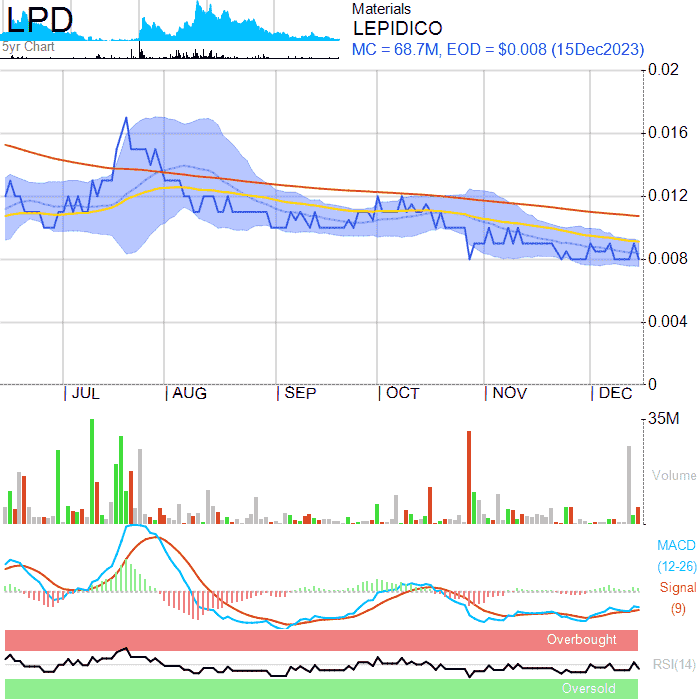 LPD
5yr Chart
Materials
LEPIDICO
MC = 68.7M, EOD = $0.008 (15Dec2023)
0.02
0.016
0.012
0.008
0.004
0
JUL AUG SEP OCT NOV DEC
35M
Volume
MACD
(12-26)
Signal
(9)
Overbought
RSI(14)
Oversold